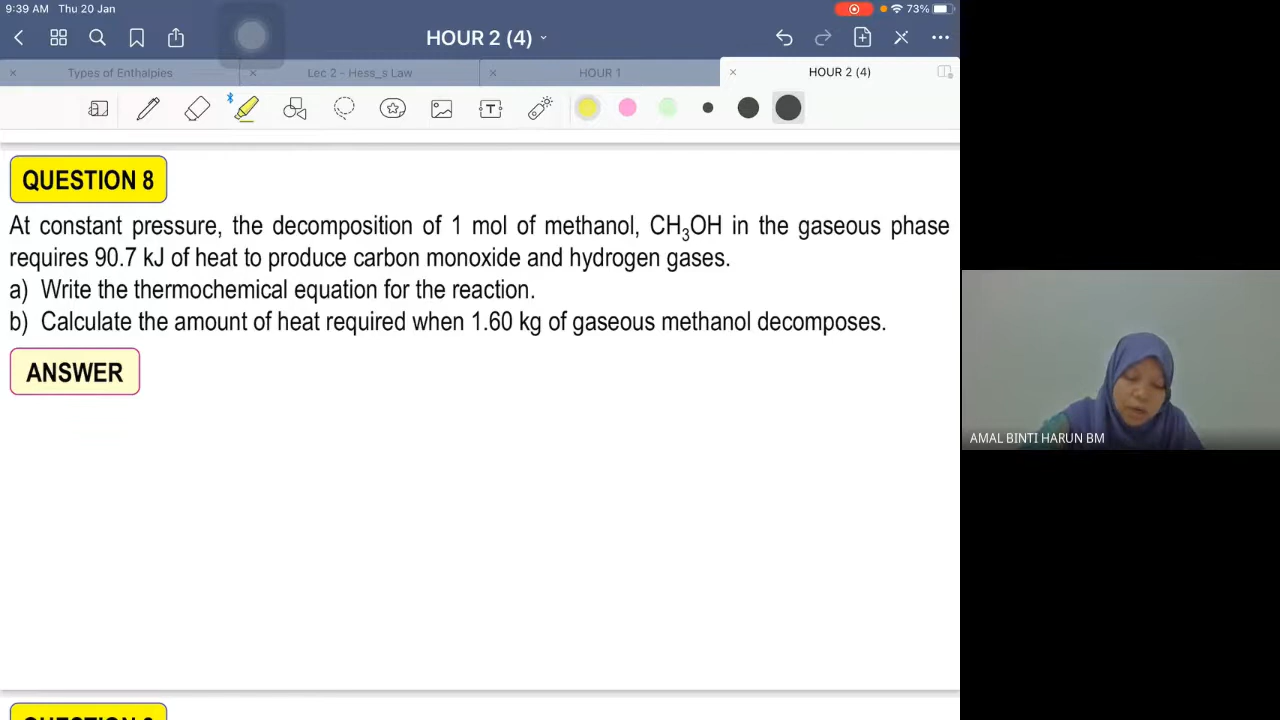 9:39 AM Thu 20 Jan
73%
HOUR 2 (4)
Types of Enthalpies
Lec 2 - Hess_s Law
HOUR 1
HOUR 2 (4)
QUESTION 8
At constant pressure, the decomposition of 1 mol of methanol, CH₃OH in the gaseous phase
requires 90.7 kJ of heat to produce carbon monoxide and hydrogen gases.
a) Write the thermochemical equation for the reaction.
b) Calculate the amount of heat required when 1.60 kg of gaseous methanol decomposes.
ANSWER
AMAL BINTI HARUN BM